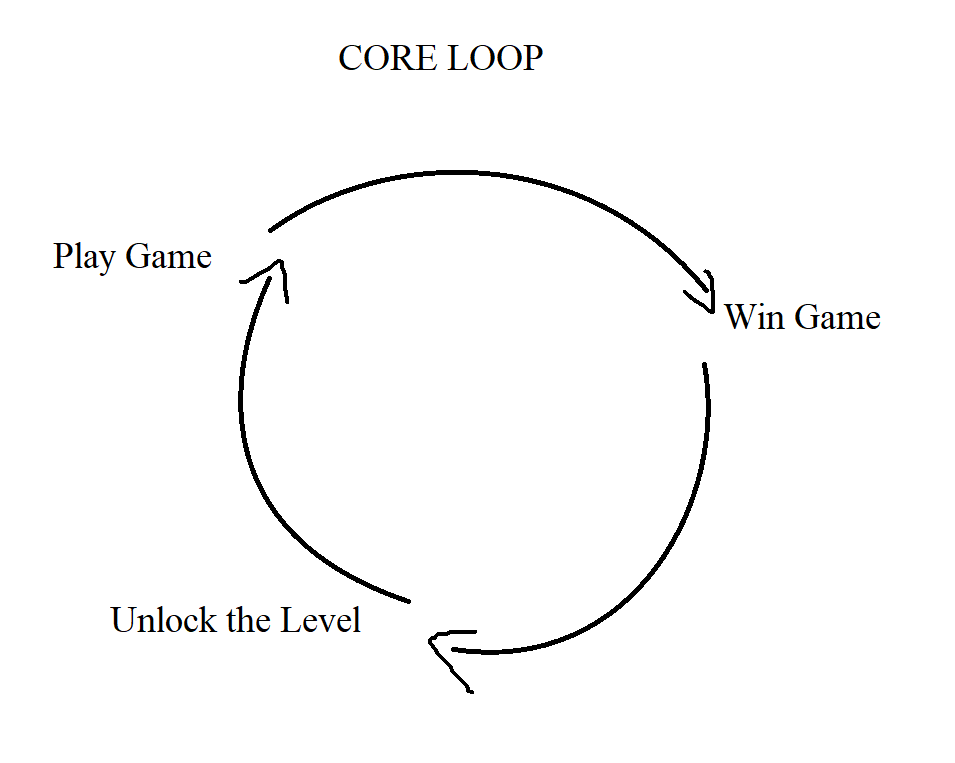 CORE LOOP
Play Game
Win Game
Unlock the Level